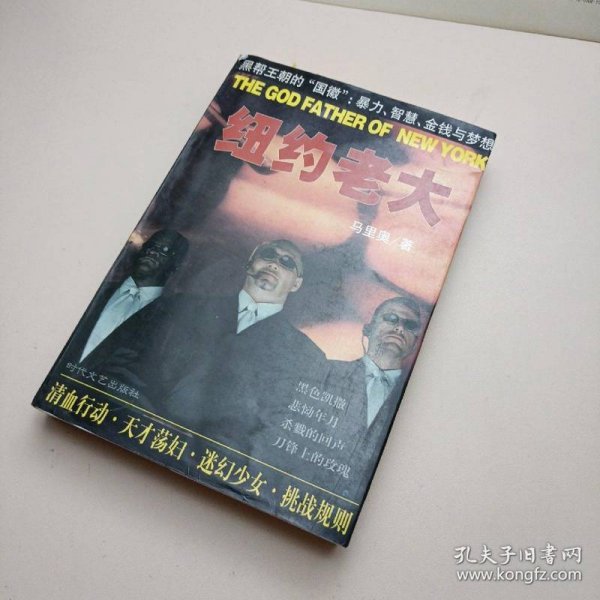 黑帮王朝的“国徽”：暴力、智慧、金钱与梦想
THE GOD FATHER OF NEW YORK
纽约老大
马里奥/著
时代文艺出版社
黑色凯撒
悲恸年月
杀戮的回声
刀锋上的玫瑰
清血行动·天才荡妇·迷幻少女·挑战规则
孔夫子旧书网
www.kongfz.com